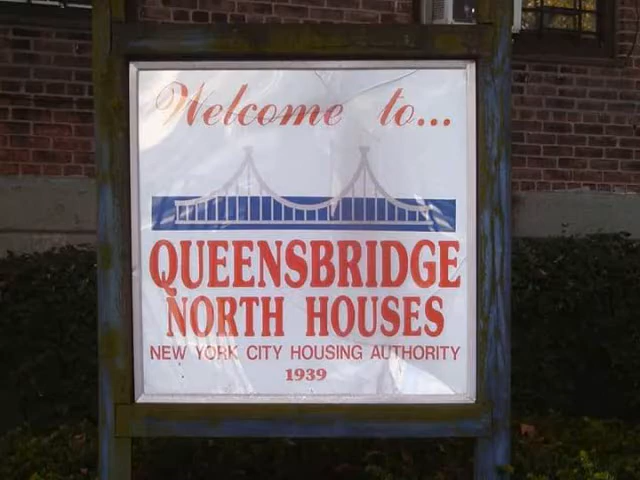 Welcome to...
QUEENSBRIDGE
NORTH HOUSES
NEW YORK CITY HOUSING AUTHORITY
1939